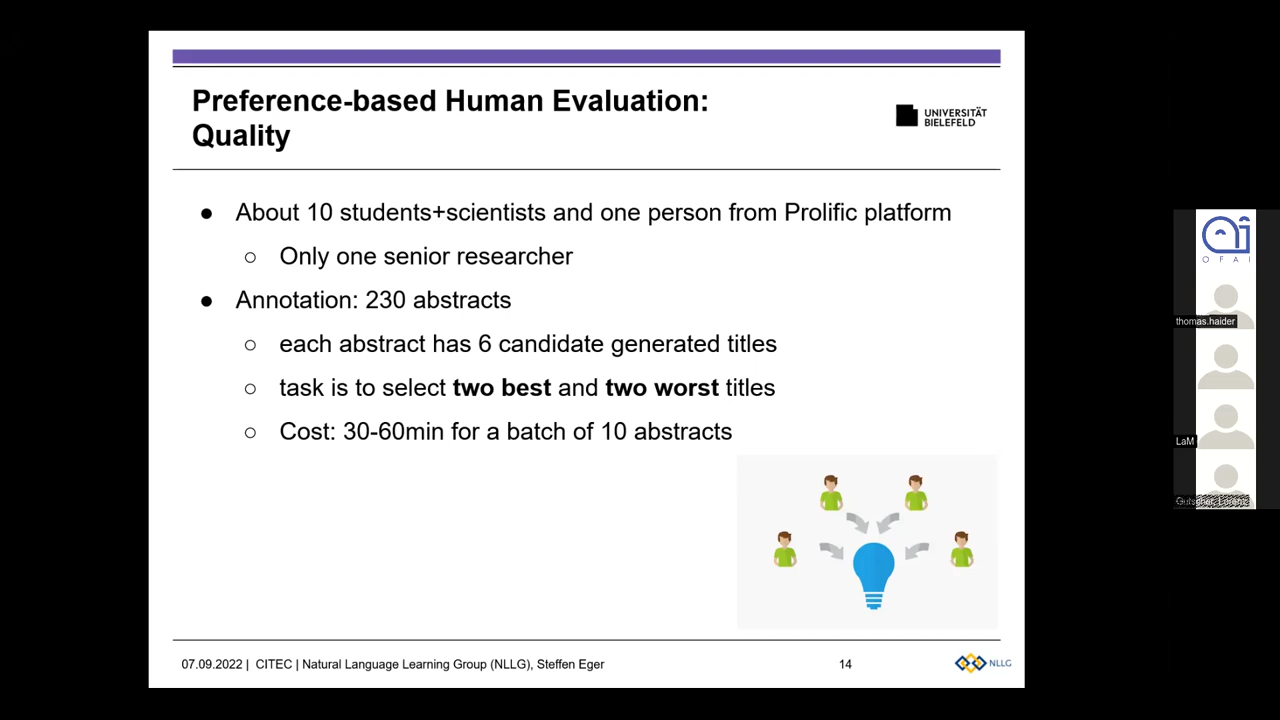 Preference-based Human Evaluation:
Quality
UNIVERSITÄT
BIELEFELD
● About 10 students+scientists and one person from Prolific platform
○ Only one senior researcher
● Annotation: 230 abstracts
○ each abstract has 6 candidate generated titles
○ task is to select two best and two worst titles
○ Cost: 30-60min for a batch of 10 abstracts
07.09.2022 | CITEC | Natural Language Learning Group (NLLG), Steffen Eger
14
NLLG
OFAI
thomas.haider
LaM